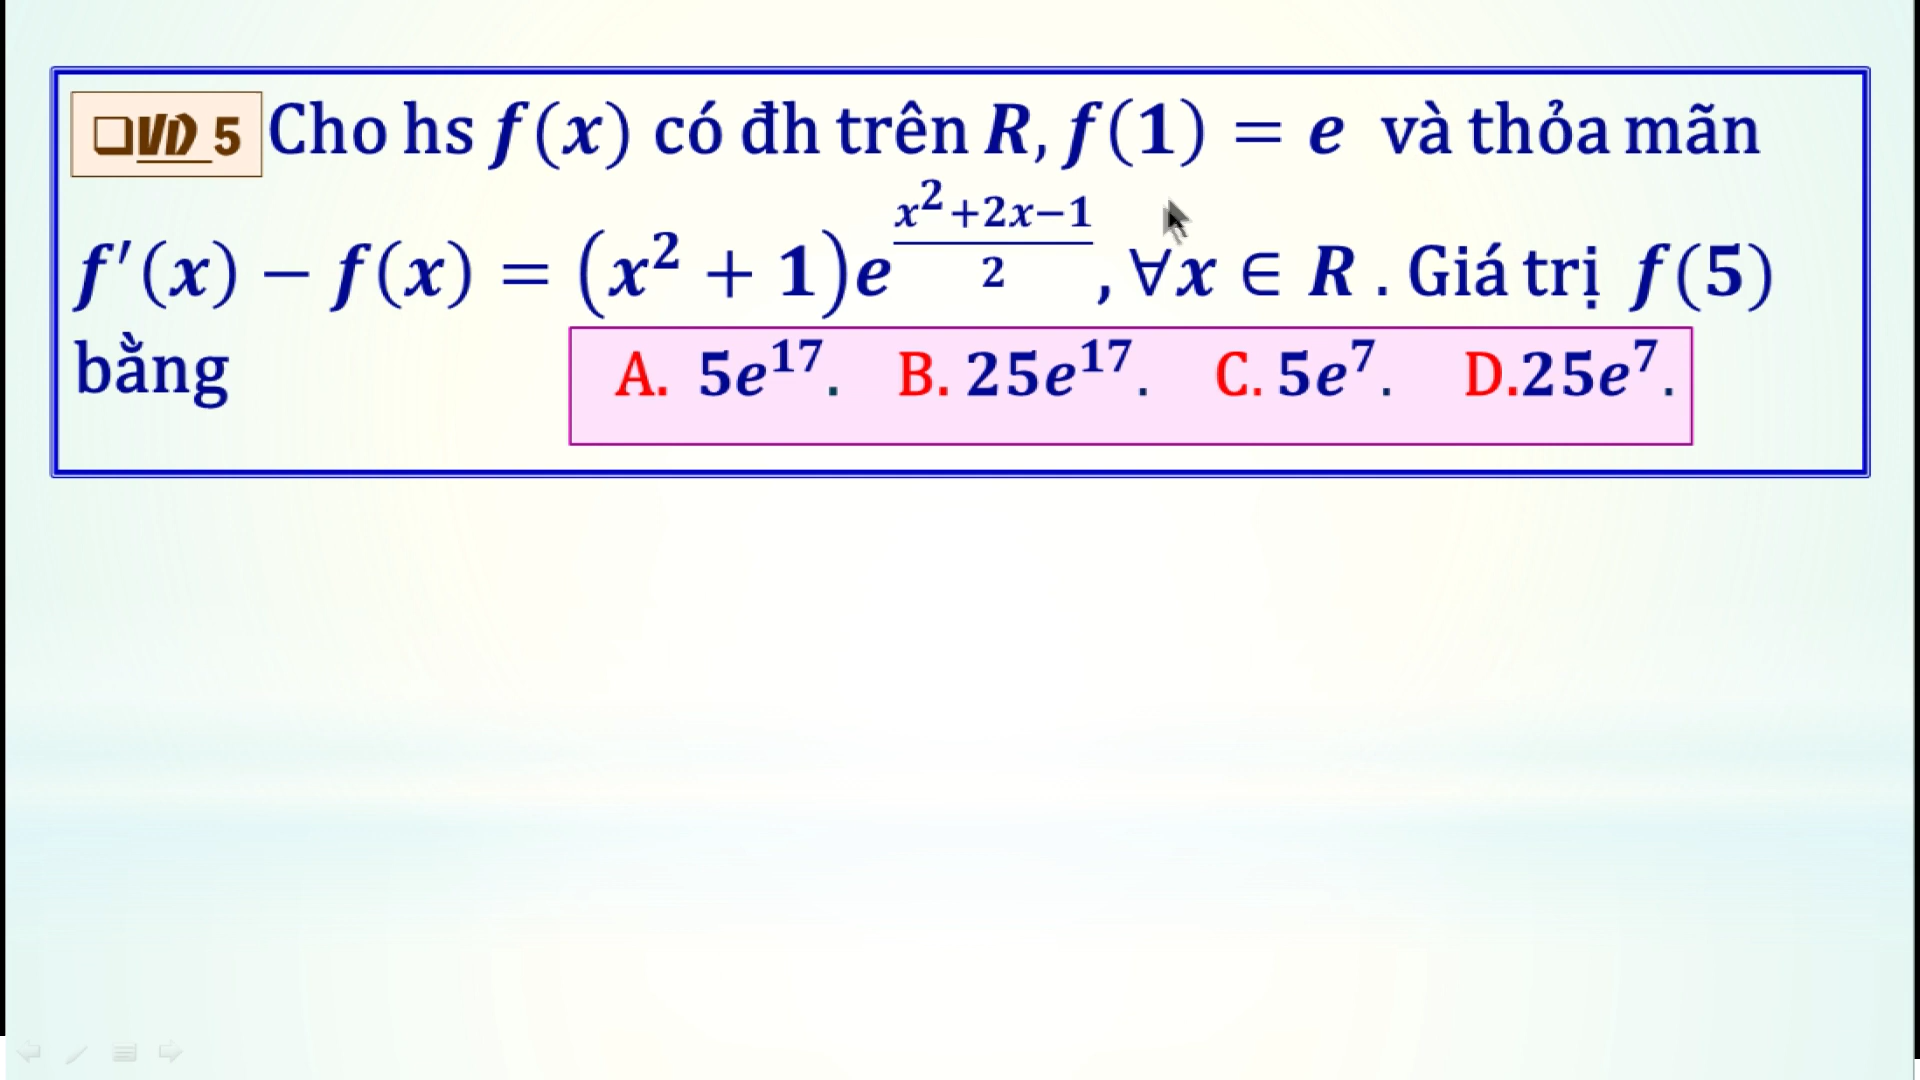 ❑VD 5 Cho hs f(x) có đh trên R, f(1) = e và thỏa mãn
f′(x) − f(x) = (x² + 1)e^((x²+2x−1)/2), ∀x ∈ R . Giá trị f(5)
bằng A. 5e¹⁷. B. 25e¹⁷. C. 5e⁷. D.25e⁷.